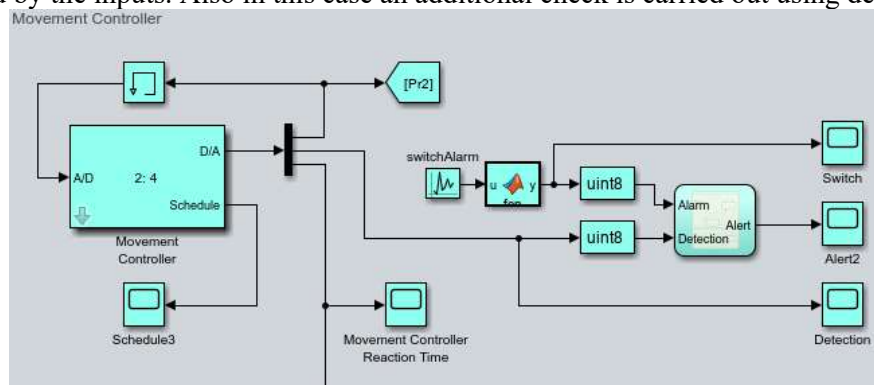 by the inputs. Also in this case an additional check is carried out using de
Movement Controller
[Pr2]
D/A
A/D
2: 4
Schedule
Movement
Controller
Schedule3
switchAlarm
u
y
fcn
uint8
uint8
Alarm
Detection
Alert
Switch
Alert2
Detection
Movement Controller
Reaction Time